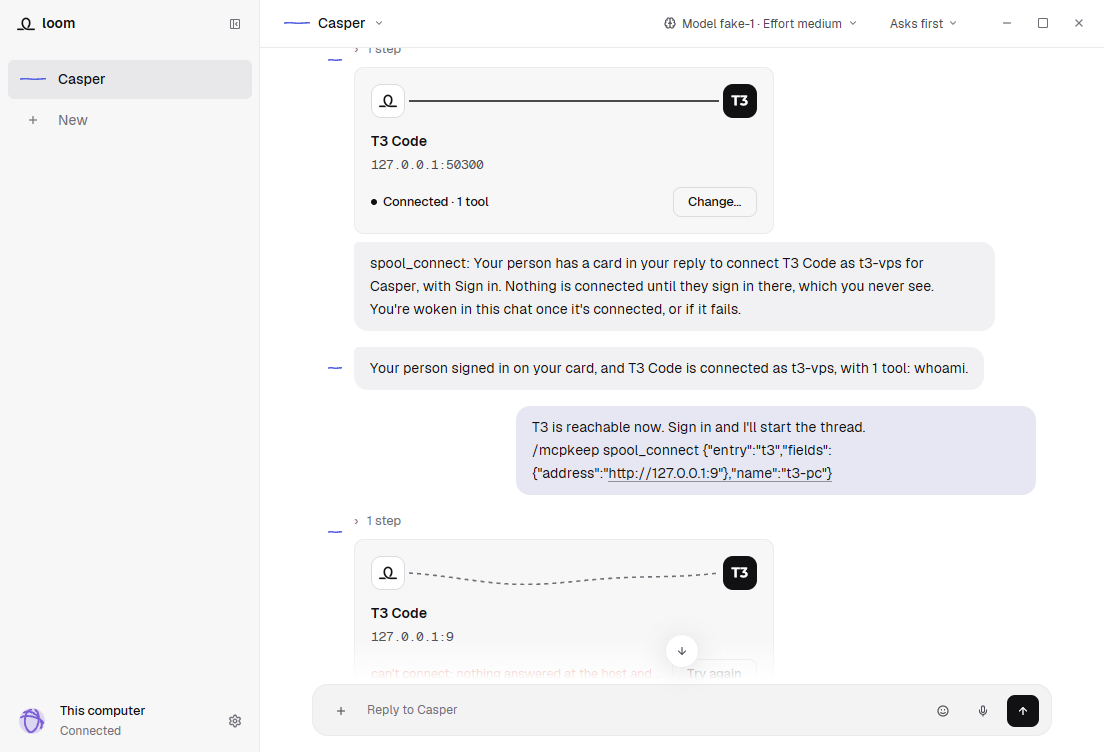 loom
Casper
Model fake-1 · Effort medium
Asks first
Casper
New
1 step
T3
T3 Code
127.0.0.1:50300
Connected · 1 tool
Change…
spool_connect: Your person has a card in your reply to connect T3 Code as t3-vps for
Casper, with Sign in. Nothing is connected until they sign in there, which you never see.
You're woken in this chat once it's connected, or if it fails.
Your person signed in on your card, and T3 Code is connected as t3-vps, with 1 tool: whoami.
T3 is reachable now. Sign in and I'll start the thread.
/mcpkeep spool_connect {"entry":"t3","fields":
{"address":"http://127.0.0.1:9"},"name":"t3-pc"}
1 step
T3
T3 Code
127.0.0.1:9
can't connect: nothing answered at the host and
Try again
Reply to Casper
This computer
Connected